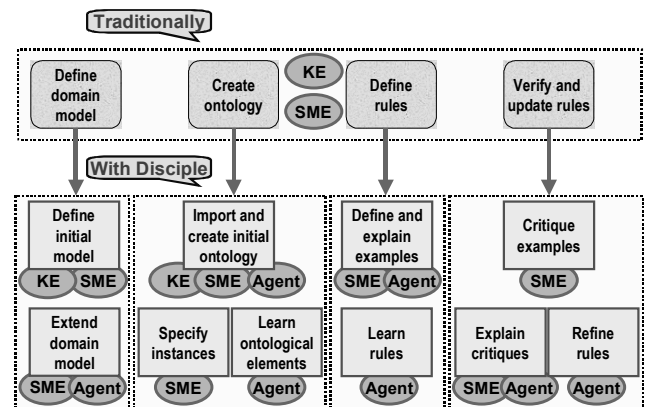 Traditionally
Define
domain
model
Create
ontology
KE
SME
Define
rules
Verify and
update rules
With Disciple
Define
initial
model
KE SME
Import and
create initial
ontology
KE SME Agent
Define and
explain
examples
SME Agent
Critique
examples
SME
Extend
domain
model
SME Agent
Specify
instances
SME
Learn
ontological
elements
Agent
Learn
rules
Agent
Explain
critiques
SME Agent
Refine
rules
Agent